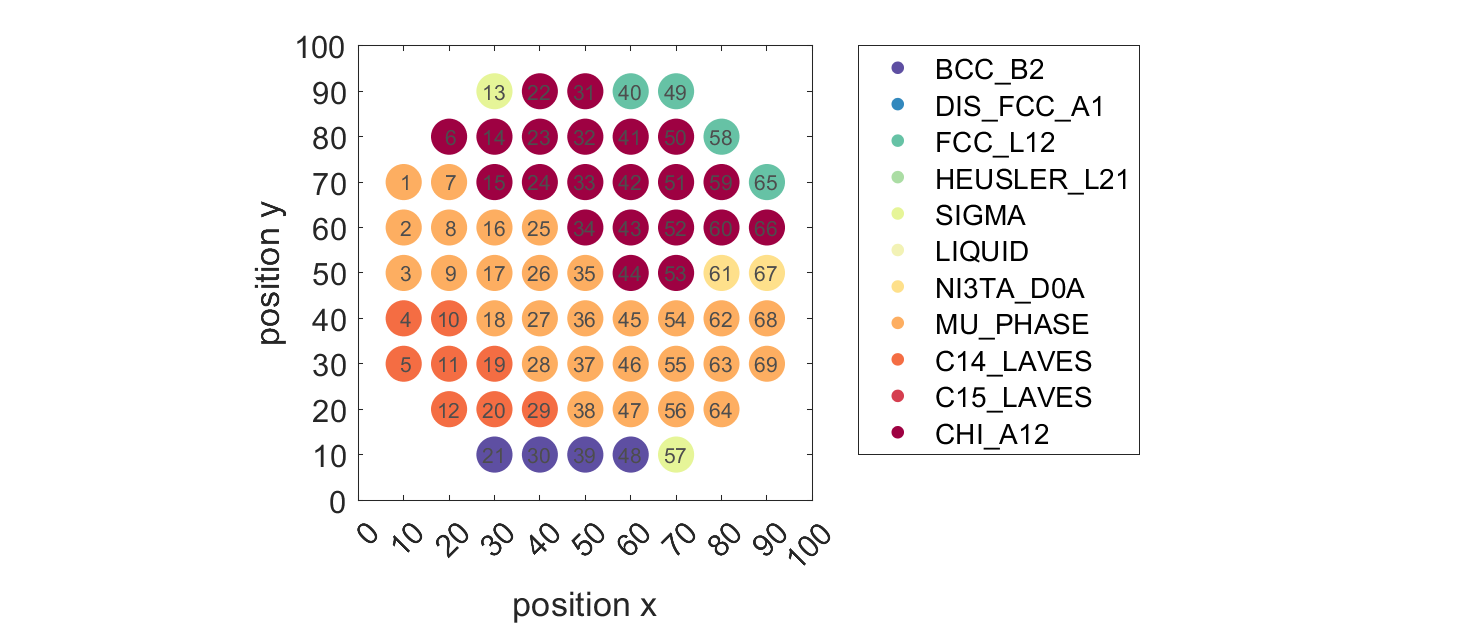 100
90
80
70
60
50
40
30
20
10
0
13 22 31 40 49
6 14 23 32 41 50 58
1 7 15 24 33 42 51 59 65
2 8 16 25 34 43 52 60 66
3 9 17 26 35 44 53 61 67
4 10 18 27 36 45 54 62 68
5 11 19 28 37 46 55 63 69
12 20 29 38 47 56 64
21 30 39 48 57
0 10 20 30 40 50 60 70 80 90 100
position x
position y
BCC_B2
DIS_FCC_A1
FCC_L12
HEUSLER_L21
SIGMA
LIQUID
NI3TA_D0A
MU_PHASE
C14_LAVES
C15_LAVES
CHI_A12